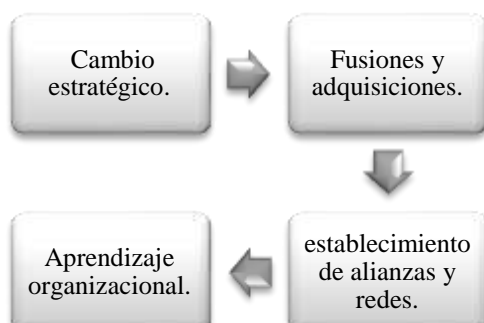 Cambio
estratégico.
Fusiones y
adquisiciones.
establecimiento
de alianzas y
redes.
Aprendizaje
organizacional.